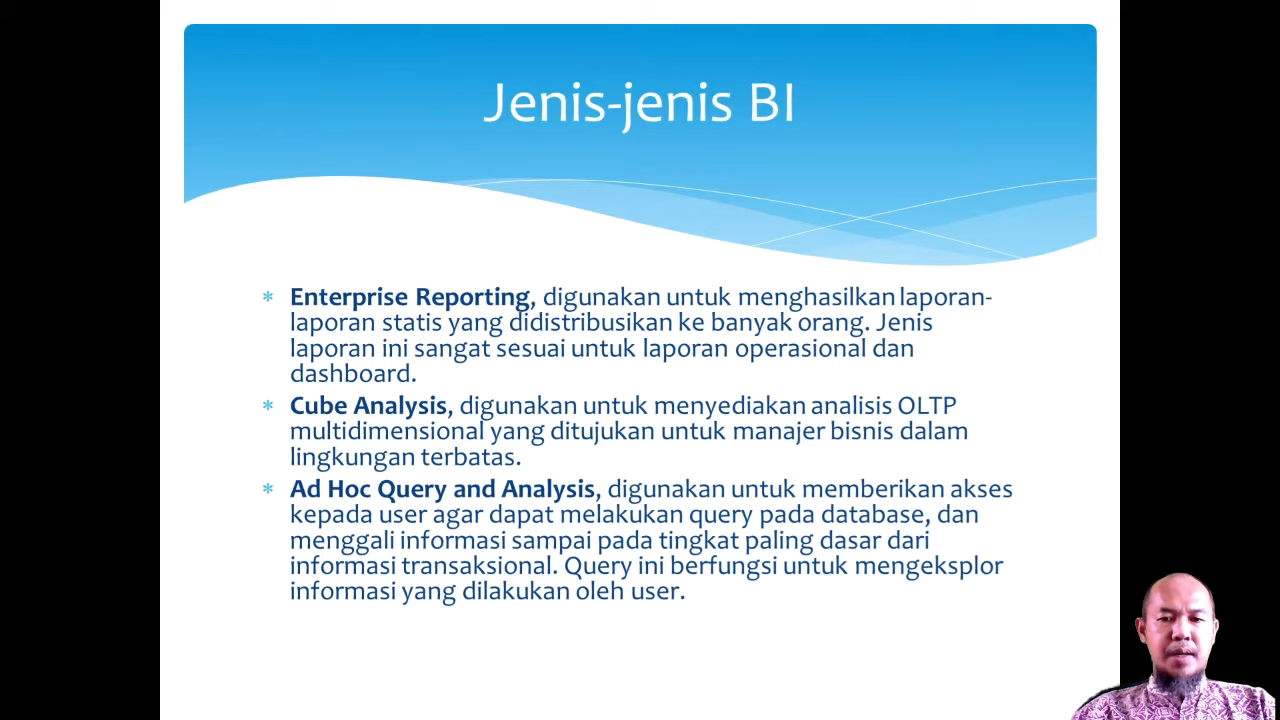 Jenis-jenis BI
* Enterprise Reporting, digunakan untuk menghasilkan laporan-
laporan statis yang didistribusikan ke banyak orang. Jenis
laporan ini sangat sesuai untuk laporan operasional dan
dashboard.
* Cube Analysis, digunakan untuk menyediakan analisis OLTP
multidimensional yang ditujukan untuk manajer bisnis dalam
lingkungan terbatas.
* Ad Hoc Query and Analysis, digunakan untuk memberikan akses
kepada user agar dapat melakukan query pada database, dan
menggali informasi sampai pada tingkat paling dasar dari
informasi transaksional. Query ini berfungsi untuk mengeksplor
informasi yang dilakukan oleh user.